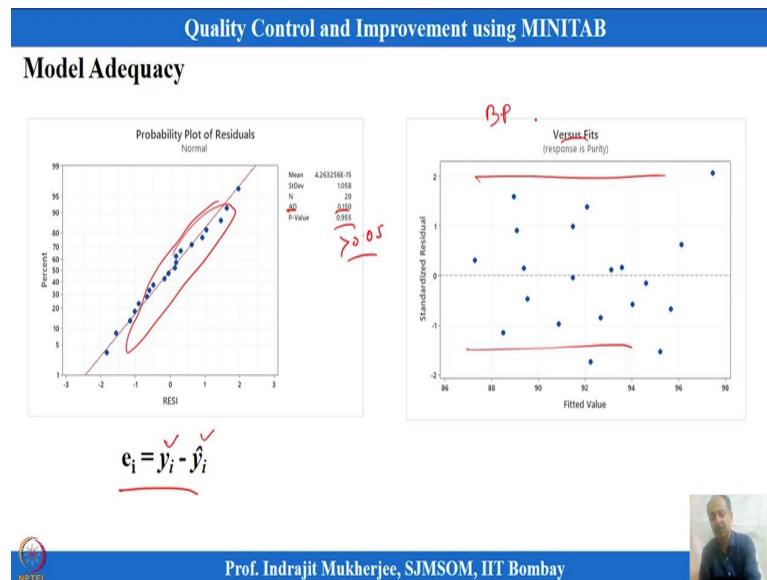 Quality Control and Improvement using MINITAB
Model Adequacy
BP .
Probability Plot of Residuals
Normal
99
95
90
80
70
60
50
40
30
20
10
5
1
Percent
-3 -2 -1 0 1 2 3
RESI
Mean 4.263256E-15
StDev 1.058
N 20
AD 0.150
P-Value 0.955
>0.05
Versus Fits
(response is Purity)
2
1
0
-1
-2
Standardized Residual
86 88 90 92 94 96 98
Fitted Value
eᵢ = yᵢ - ŷᵢ
NPTEL
Prof. Indrajit Mukherjee, SJMSOM, IIT Bombay